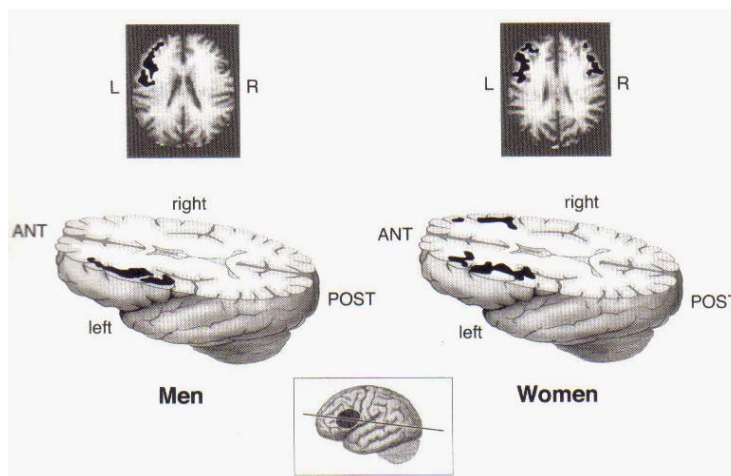 L
R
L
R
right
ANT
POST
left
Men
right
ANT
POST
left
Women